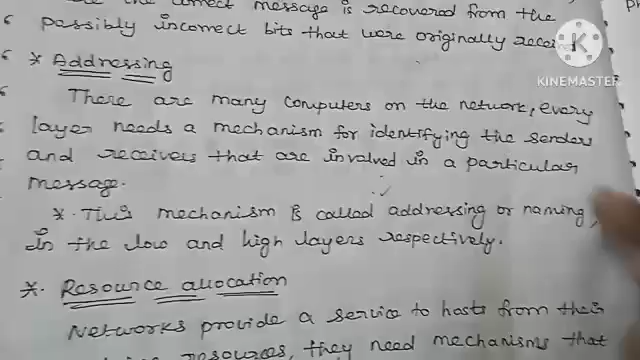 the correct message is recovered from the
possibly incorrect bits that were originally
KINEMASTER
* Addressing
There are many computers on the network, every
layer needs a mechanism for identifying the senders
and receivers that are involved in a particular
message.
*. This mechanism is called addressing or naming,
in the low and high layers respectively.
*. Resource allocation
Networks provide a service to hosts from their
resources, they need mechanisms that